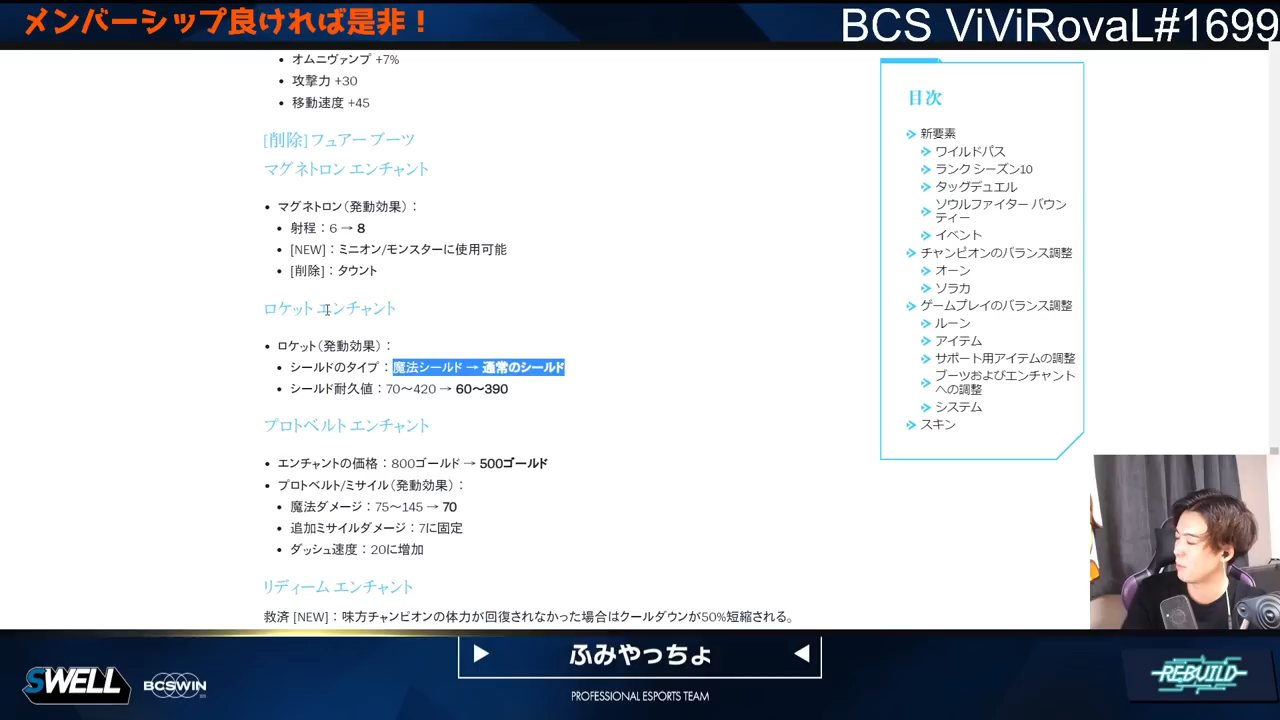 メンバーシップ良ければ是非！
BCS ViViRovaL#1699
• オムニヴァンプ +7%
• 攻撃力 +30
• 移動速度 +45
[削除]フュアー ブーツ
マグネトロン エンチャント
• マグネトロン（発動効果）：
• 射程：6 → 8
• [NEW]：ミニオン/モンスターに使用可能
• [削除]：タウント
ロケット エンチャント
• ロケット（発動効果）：
• シールドのタイプ：魔法シールド → 通常のシールド
• シールド耐久値：70～420 → 60～390
プロトベルト エンチャント
• エンチャントの価格：800ゴールド → 500ゴールド
• プロトベルト/ミサイル（発動効果）：
• 魔法ダメージ：75～145 → 70
• 追加ミサイルダメージ：7に固定
• ダッシュ速度：20に増加
リディーム エンチャント
救済 [NEW]：味方チャンピオンの体力が回復されなかった場合はクールダウンが50%短縮される。
目次
新要素
ワイルドパス
ランク シーズン10
タッグデュエル
ソウルファイター バウン
ティー
イベント
チャンピオンのバランス調整
オーン
ソラカ
ゲームプレイのバランス調整
ルーン
アイテム
サポート用アイテムの調整
ブーツおよびエンチャント
への調整
システム
スキン
SWELL
BCSWIN
ふみやっちょ
PROFESSIONAL ESPORTS TEAM
REBUILD